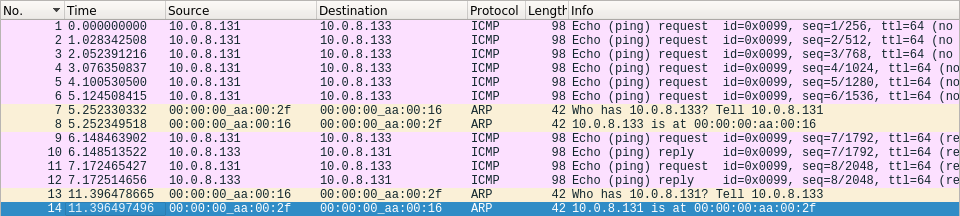 No. Time Source Destination Protocol Length Info
1 0.000000000 10.0.8.131 10.0.8.133 ICMP 98 Echo (ping) request id=0x0099, seq=1/256, ttl=64 (no
2 1.028342508 10.0.8.131 10.0.8.133 ICMP 98 Echo (ping) request id=0x0099, seq=2/512, ttl=64 (no
3 2.052391216 10.0.8.131 10.0.8.133 ICMP 98 Echo (ping) request id=0x0099, seq=3/768, ttl=64 (no
4 3.076350837 10.0.8.131 10.0.8.133 ICMP 98 Echo (ping) request id=0x0099, seq=4/1024, ttl=64 (no
5 4.100530500 10.0.8.131 10.0.8.133 ICMP 98 Echo (ping) request id=0x0099, seq=5/1280, ttl=64 (no
6 5.124508415 10.0.8.131 10.0.8.133 ICMP 98 Echo (ping) request id=0x0099, seq=6/1536, ttl=64 (no
7 5.252330332 00:00:00_aa:00:2f 00:00:00_aa:00:16 ARP 42 Who has 10.0.8.133? Tell 10.0.8.131
8 5.252349518 00:00:00_aa:00:16 00:00:00_aa:00:2f ARP 42 10.0.8.133 is at 00:00:00:aa:00:16
9 6.148463902 10.0.8.131 10.0.8.133 ICMP 98 Echo (ping) request id=0x0099, seq=7/1792, ttl=64 (re
10 6.148513522 10.0.8.133 10.0.8.131 ICMP 98 Echo (ping) reply id=0x0099, seq=7/1792, ttl=64 (re
11 7.172465427 10.0.8.131 10.0.8.133 ICMP 98 Echo (ping) request id=0x0099, seq=8/2048, ttl=64 (re
12 7.172514656 10.0.8.133 10.0.8.131 ICMP 98 Echo (ping) reply id=0x0099, seq=8/2048, ttl=64 (re
13 11.396478665 00:00:00_aa:00:16 00:00:00_aa:00:2f ARP 42 Who has 10.0.8.131? Tell 10.0.8.133
14 11.396497496 00:00:00_aa:00:2f 00:00:00_aa:00:16 ARP 42 10.0.8.131 is at 00:00:00:aa:00:2f